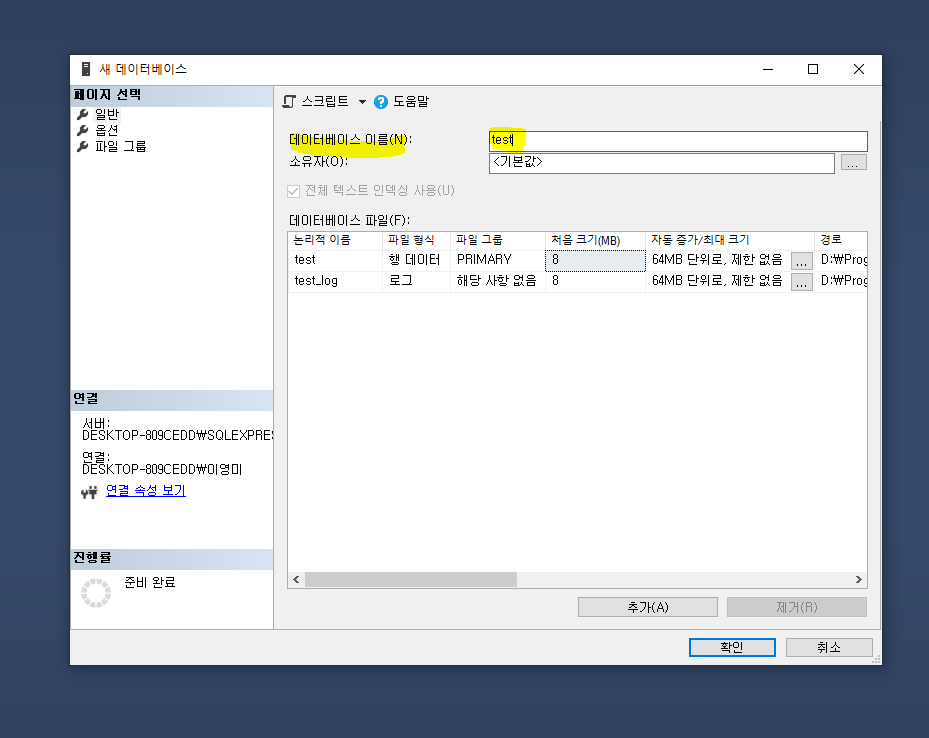 새 데이터베이스
페이지 선택
일반
옵션
파일 그룹
스크립트 도움말
데이터베이스 이름(N): test
소유자(O): <기본값> ...
전체 텍스트 인덱싱 사용(U)
데이터베이스 파일(F):
논리적 이름 파일 형식 파일 그룹 처음 크기(MB) 자동 증가/최대 크기 경로
test 행 데이터 PRIMARY 8 64MB 단위로, 제한 없음 ... D:₩Prog
test_log 로그 해당 사항 없음 8 64MB 단위로, 제한 없음 ... D:₩Prog
연결
서버:
DESKTOP-809CEDD₩SQLEXPRES
연결:
DESKTOP-809CEDD₩이영미
연결 속성 보기
진행률
준비 완료
추가(A) 제거(R)
확인 취소